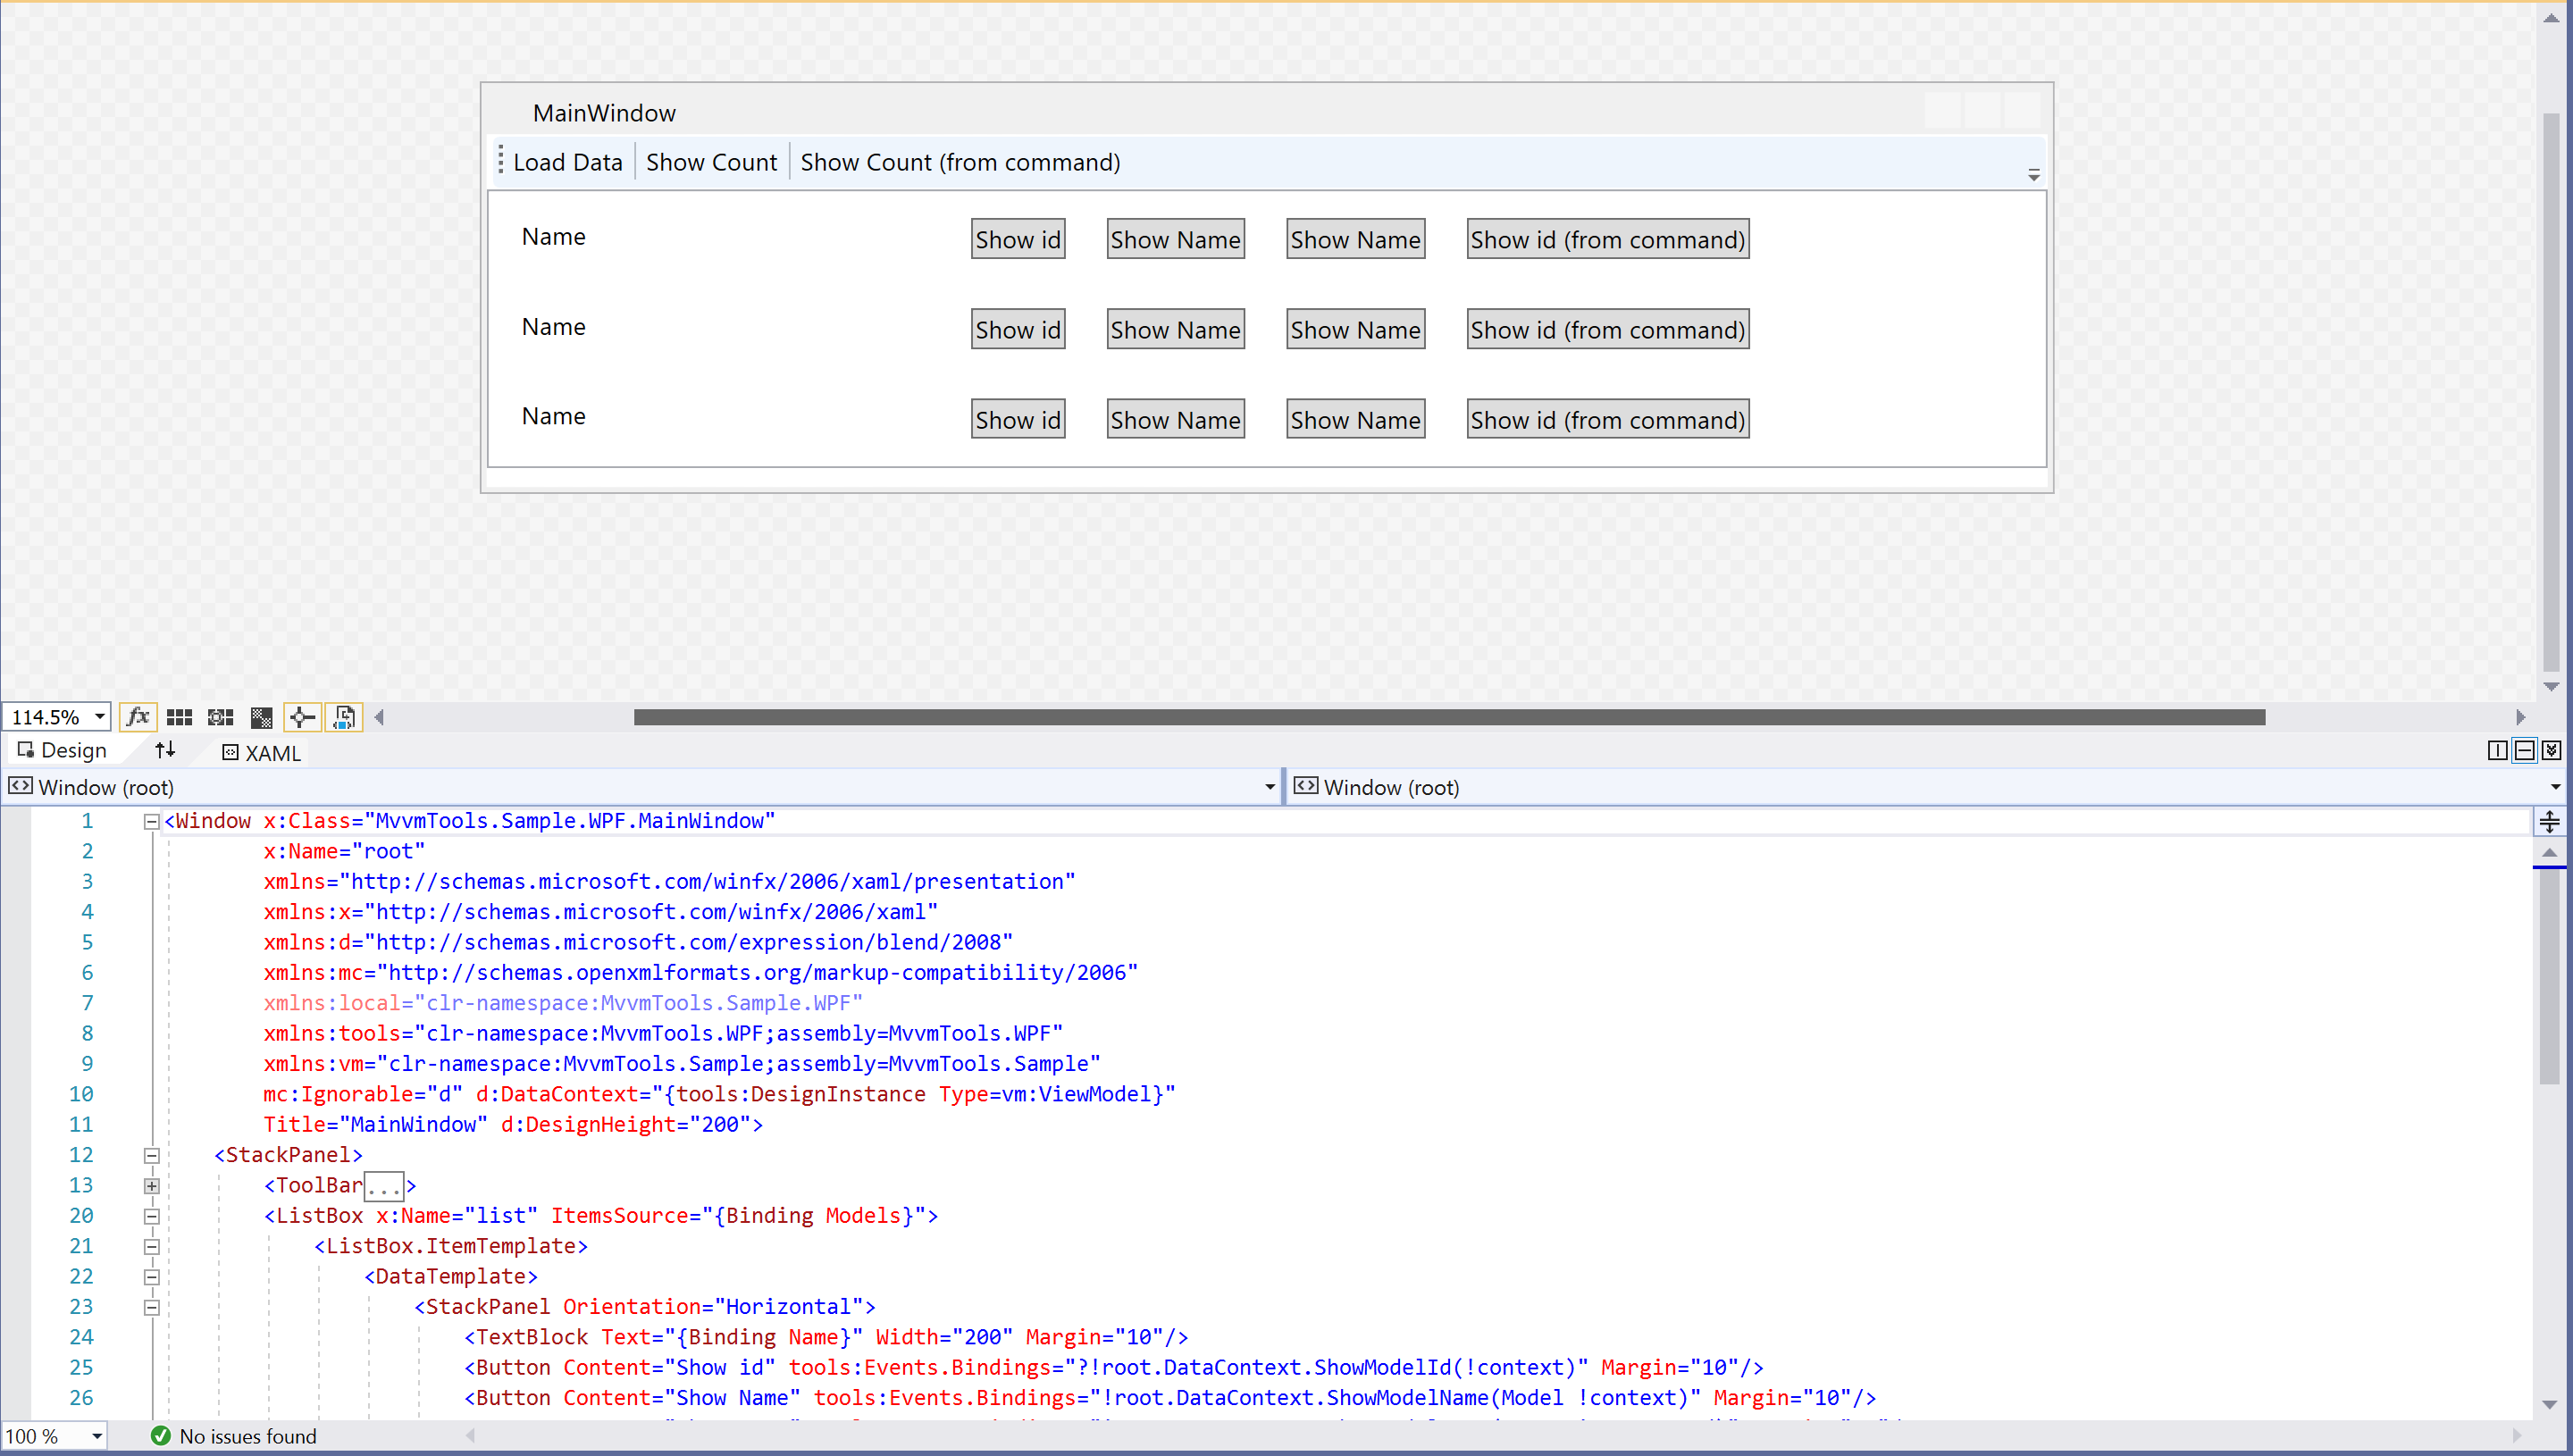 MainWindow
Load Data Show Count Show Count (from command)
Name Show id Show Name Show Name Show id (from command)
Name Show id Show Name Show Name Show id (from command)
Name Show id Show Name Show Name Show id (from command)
114.5% fx
Design XAML
Window (root) Window (root)
1 <Window x:Class="MvvmTools.Sample.WPF.MainWindow"
2 x:Name="root"
3 xmlns="http://schemas.microsoft.com/winfx/2006/xaml/presentation"
4 xmlns:x="http://schemas.microsoft.com/winfx/2006/xaml"
5 xmlns:d="http://schemas.microsoft.com/expression/blend/2008"
6 xmlns:mc="http://schemas.openxmlformats.org/markup-compatibility/2006"
7 xmlns:local="clr-namespace:MvvmTools.Sample.WPF"
8 xmlns:tools="clr-namespace:MvvmTools.WPF;assembly=MvvmTools.WPF"
9 xmlns:vm="clr-namespace:MvvmTools.Sample;assembly=MvvmTools.Sample"
10 mc:Ignorable="d" d:DataContext="{tools:DesignInstance Type=vm:ViewModel}"
11 Title="MainWindow" d:DesignHeight="200">
12 <StackPanel>
13 <ToolBar...>
20 <ListBox x:Name="list" ItemsSource="{Binding Models}">
21 <ListBox.ItemTemplate>
22 <DataTemplate>
23 <StackPanel Orientation="Horizontal">
24 <TextBlock Text="{Binding Name}" Width="200" Margin="10"/>
25 <Button Content="Show id" tools:Events.Bindings="?!root.DataContext.ShowModelId(!context)" Margin="10"/>
26 <Button Content="Show Name" tools:Events.Bindings="!root.DataContext.ShowModelName(Model !context)" Margin="10"/>
100 % No issues found